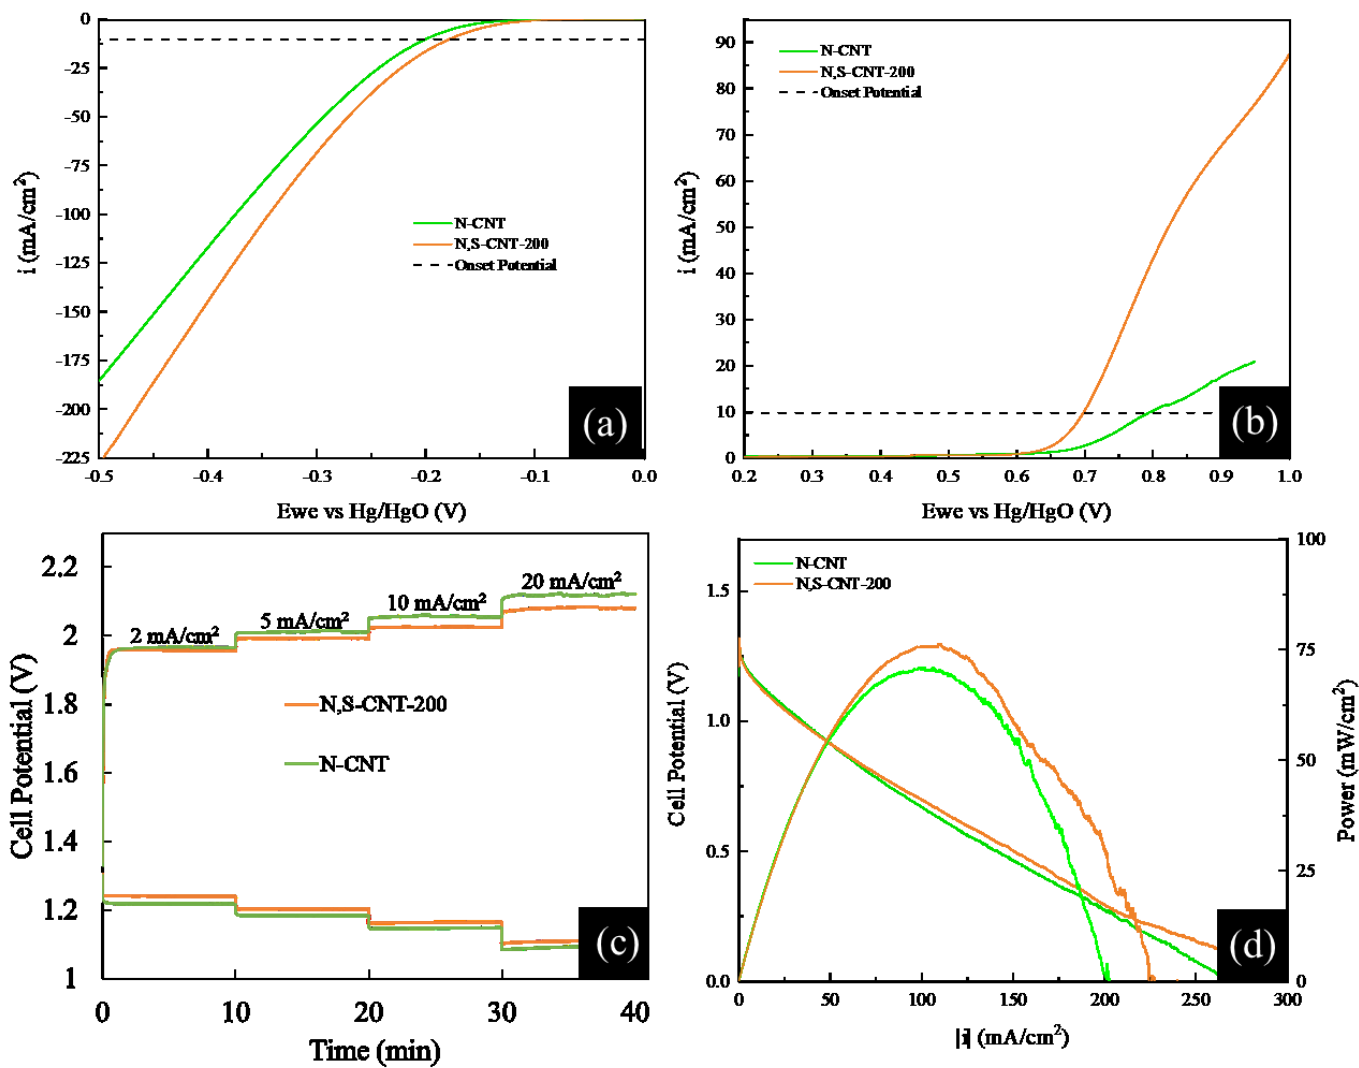 0
-25
-50
-75
-100
-125
-150
-175
-200
-225
i (mA/cm²)
N-CNT
N,S-CNT-200
Onset Potential
(a)
-0.5
-0.4
-0.3
-0.2
-0.1
0.0
Ewe vs Hg/HgO (V)
90
80
70
60
50
40
30
20
10
0
i (mA/cm²)
N-CNT
N,S-CNT-200
Onset Potential
(b)
0.2
0.3
0.4
0.5
0.6
0.7
0.8
0.9
1.0
Ewe vs Hg/HgO (V)
2.2
2
1.8
1.6
1.4
1.2
1
Cell Potential (V)
2 mA/cm²
5 mA/cm²
10 mA/cm²
20 mA/cm²
N,S-CNT-200
N-CNT
(c)
0
10
20
30
40
Time (min)
1.5
1.0
0.5
0.0
Cell Potential (V)
N-CNT
N,S-CNT-200
100
75
50
25
0
Power (mW/cm²)
(d)
0
50
100
150
200
250
300
|i| (mA/cm²)